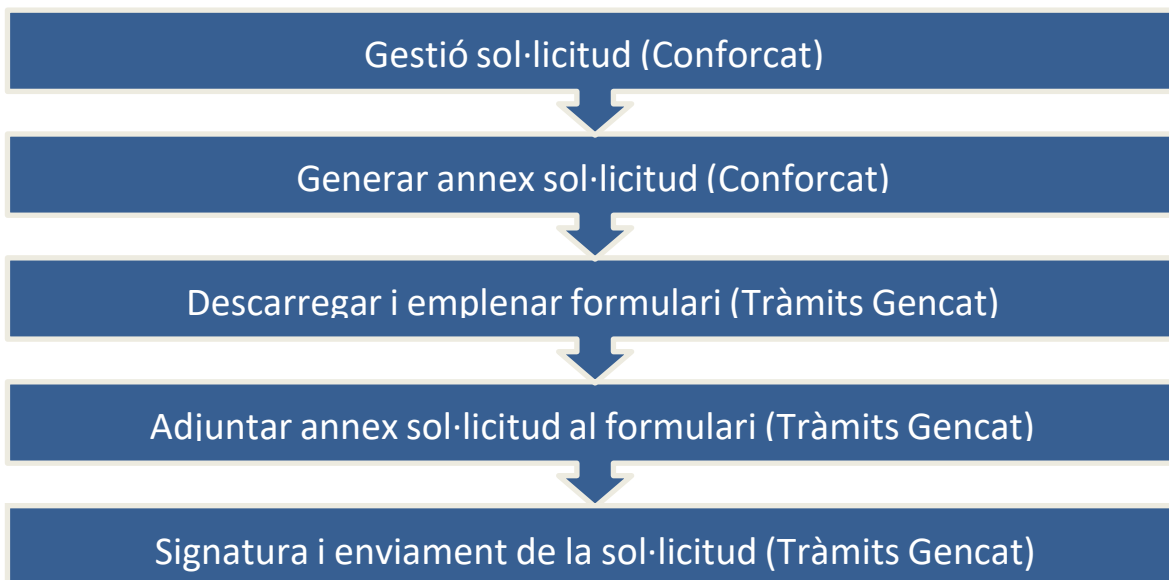 Gestió sol·licitud (Conforcat)
Generar annex sol·licitud (Conforcat)
Descarregar i emplenar formulari (Tràmits Gencat)
Adjuntar annex sol·licitud al formulari (Tràmits Gencat)
Signatura i enviament de la sol·licitud (Tràmits Gencat)